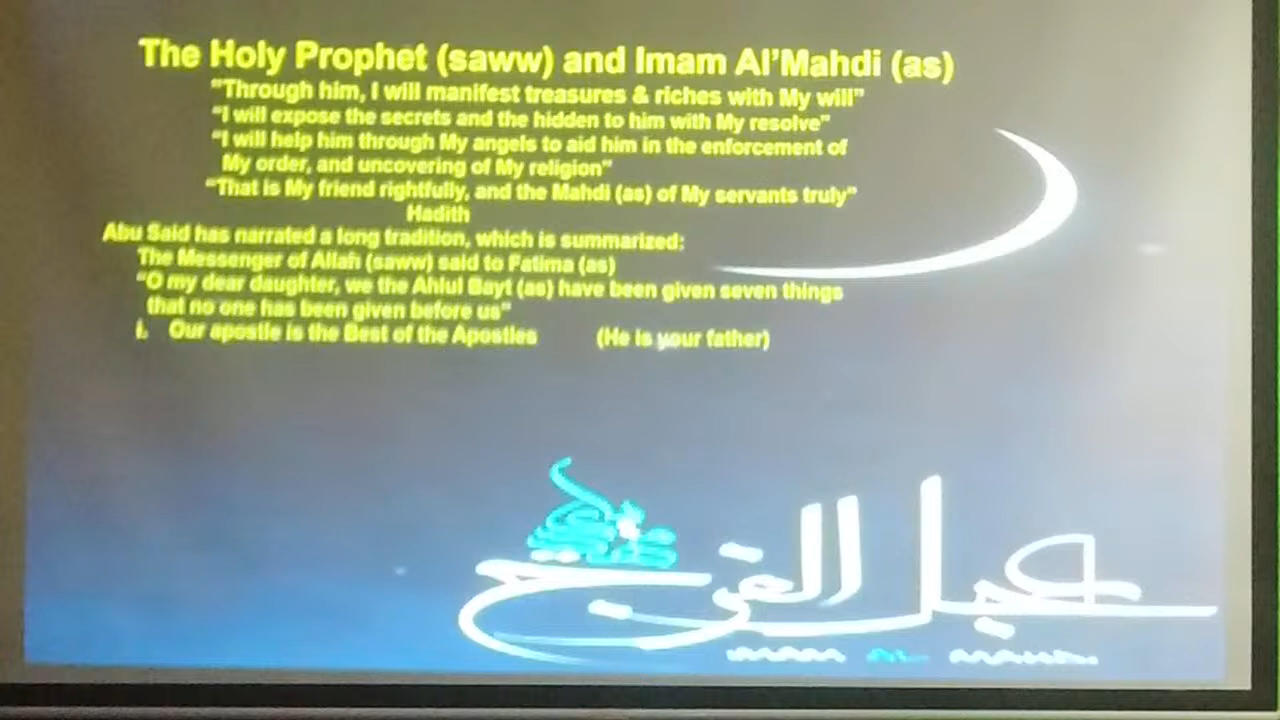 The Holy Prophet (saww) and Imam Al'Mahdi (as)
"Through him, I will manifest treasures & riches with My will"
"I will expose the secrets and the hidden to him with My resolve"
"I will help him through My angels to aid him in the enforcement of
My order, and uncovering of My religion"
"That is My friend rightfully, and the Mahdi (as) of My servants truly"
Hadith
Abu Said has narrated a long tradition, which is summarized:
The Messenger of Allah (saww) said to Fatima (as)
"O my dear daughter, we the Ahlul Bayt (as) have been given seven things
that no one has been given before us"
i. Our apostle is the Best of the Apostles (He is your father)